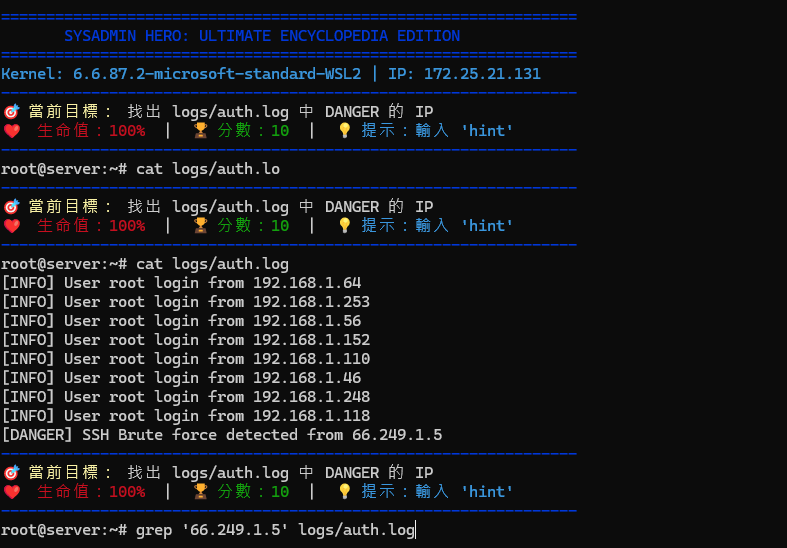 ================================================================
SYSADMIN HERO: ULTIMATE ENCYCLOPEDIA EDITION
================================================================
Kernel: 6.6.87.2-microsoft-standard-WSL2 | IP: 172.25.21.131
----------------------------------------------------------------
🎯 當前目標: 找出 logs/auth.log 中 DANGER 的 IP
❤️ 生命值:100% | 🏆 分數:10 | 💡 提示:輸入 'hint'
----------------------------------------------------------------
root@server:~# cat logs/auth.lo
----------------------------------------------------------------
🎯 當前目標: 找出 logs/auth.log 中 DANGER 的 IP
❤️ 生命值:100% | 🏆 分數:10 | 💡 提示:輸入 'hint'
----------------------------------------------------------------
root@server:~# cat logs/auth.log
[INFO] User root login from 192.168.1.64
[INFO] User root login from 192.168.1.253
[INFO] User root login from 192.168.1.56
[INFO] User root login from 192.168.1.152
[INFO] User root login from 192.168.1.110
[INFO] User root login from 192.168.1.46
[INFO] User root login from 192.168.1.248
[INFO] User root login from 192.168.1.118
[DANGER] SSH Brute force detected from 66.249.1.5
----------------------------------------------------------------
🎯 當前目標: 找出 logs/auth.log 中 DANGER 的 IP
❤️ 生命值:100% | 🏆 分數:10 | 💡 提示:輸入 'hint'
----------------------------------------------------------------
root@server:~# grep '66.249.1.5' logs/auth.log